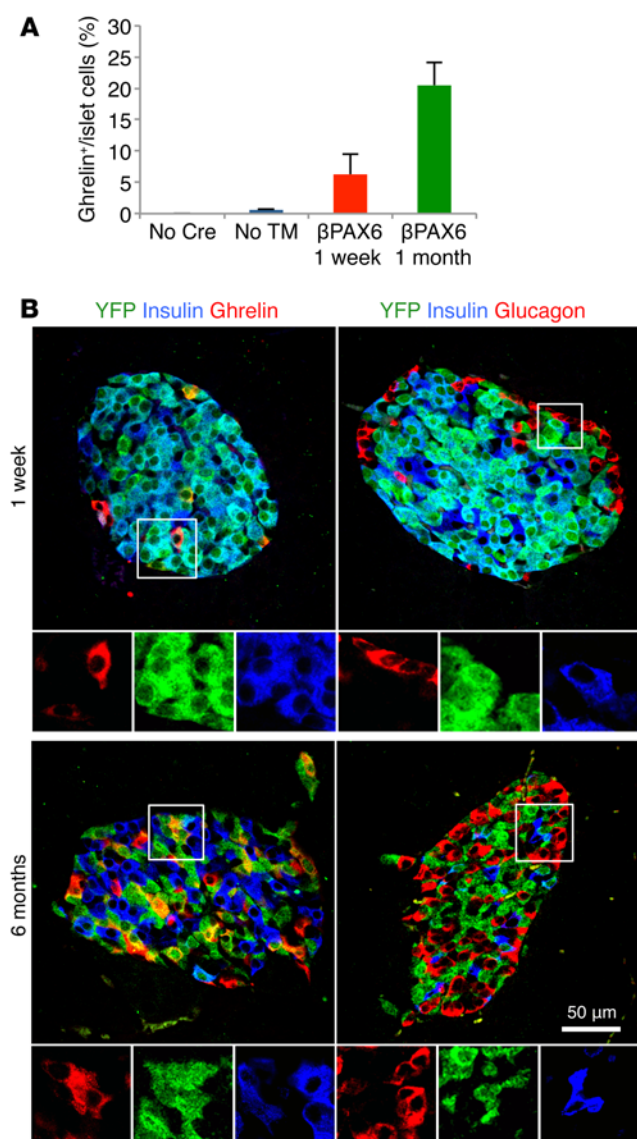 A
Ghrelin⁺/islet cells (%)
30
25
20
15
10
5
0
No Cre No TM βPAX6 βPAX6
1 week 1 month
B
YFP Insulin Ghrelin YFP Insulin Glucagon
1 week
6 months
50 µm